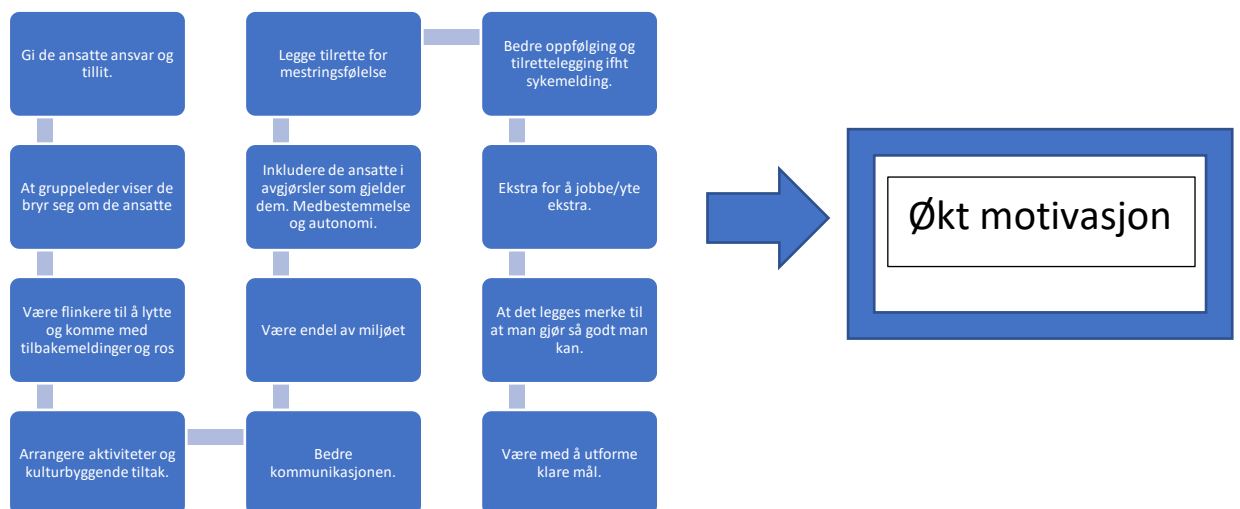 Gi de ansatte ansvar og
tillit.
At gruppeleder viser de
bryr seg om de ansatte
Være flinkere til å lytte
og komme med
tilbakemeldinger og ros
Arrangere aktiviteter og
kulturbyggende tiltak.
Bedre
kommunikasjonen.
Være endel av miljøet
Inkludere de ansatte i
avgjørsler som gjelder
dem. Medbestemmelse
og autonomi.
Legge tilrette for
mestringsfølelse
Bedre oppfølging og
tilrettelegging ifht
sykemelding.
Ekstra for å jobbe/yte
ekstra.
At det legges merke til
at man gjør så godt man
kan.
Være med å utforme
klare mål.
Økt motivasjon